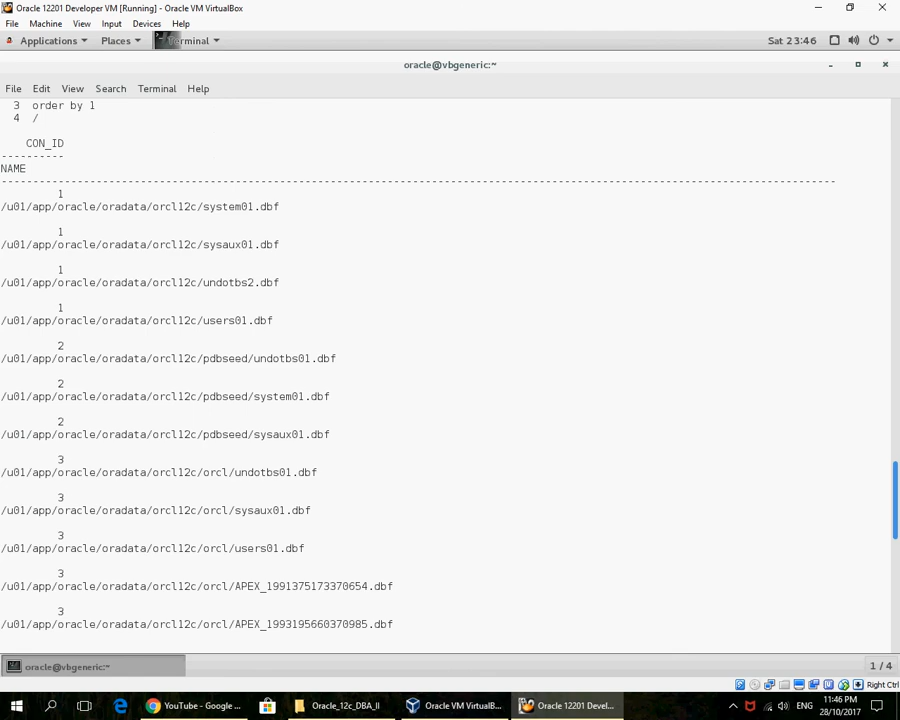 Oracle 12201 Developer VM [Running] - Oracle VM VirtualBox
File Machine View Input Devices Help
Applications Places Terminal Sat 23:46
oracle@vbgeneric:~
File Edit View Search Terminal Help
3 order by 1
4 /
CON_ID
----------
NAME
--------------------------------------------------------------------------------------------------------------------------------
1
/u01/app/oracle/oradata/orcl12c/system01.dbf
1
/u01/app/oracle/oradata/orcl12c/sysaux01.dbf
1
/u01/app/oracle/oradata/orcl12c/undotbs2.dbf
1
/u01/app/oracle/oradata/orcl12c/users01.dbf
2
/u01/app/oracle/oradata/orcl12c/pdbseed/undotbs01.dbf
2
/u01/app/oracle/oradata/orcl12c/pdbseed/system01.dbf
2
/u01/app/oracle/oradata/orcl12c/pdbseed/sysaux01.dbf
3
/u01/app/oracle/oradata/orcl12c/orcl/undotbs01.dbf
3
/u01/app/oracle/oradata/orcl12c/orcl/sysaux01.dbf
3
/u01/app/oracle/oradata/orcl12c/orcl/users01.dbf
3
/u01/app/oracle/oradata/orcl12c/orcl/APEX_1991375173370654.dbf
3
/u01/app/oracle/oradata/orcl12c/orcl/APEX_1993195660370985.dbf
oracle@vbgeneric:~ 1 / 4
Right Ctrl
YouTube - Google ... Oracle_12c_DBA_II Oracle VM VirtualB... Oracle 12201 Devel... ENG 11:46 PM
28/10/2017